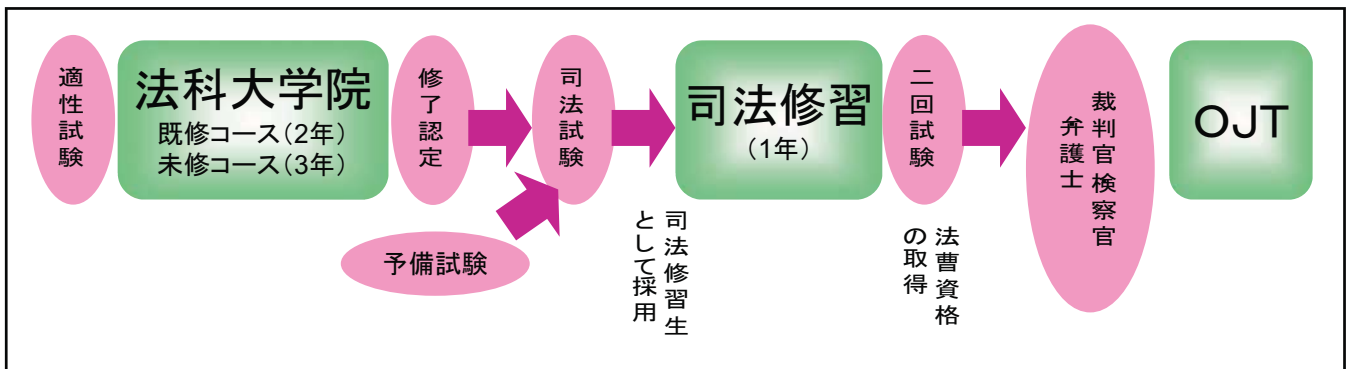 適性試験
法科大学院
既修コース（2年）
未修コース（3年）
修了認定
司法試験
予備試験
司法修習生
として採用
司法修習
（1年）
二回試験
法曹資格
の取得
裁判官検察官
弁護士
OJT